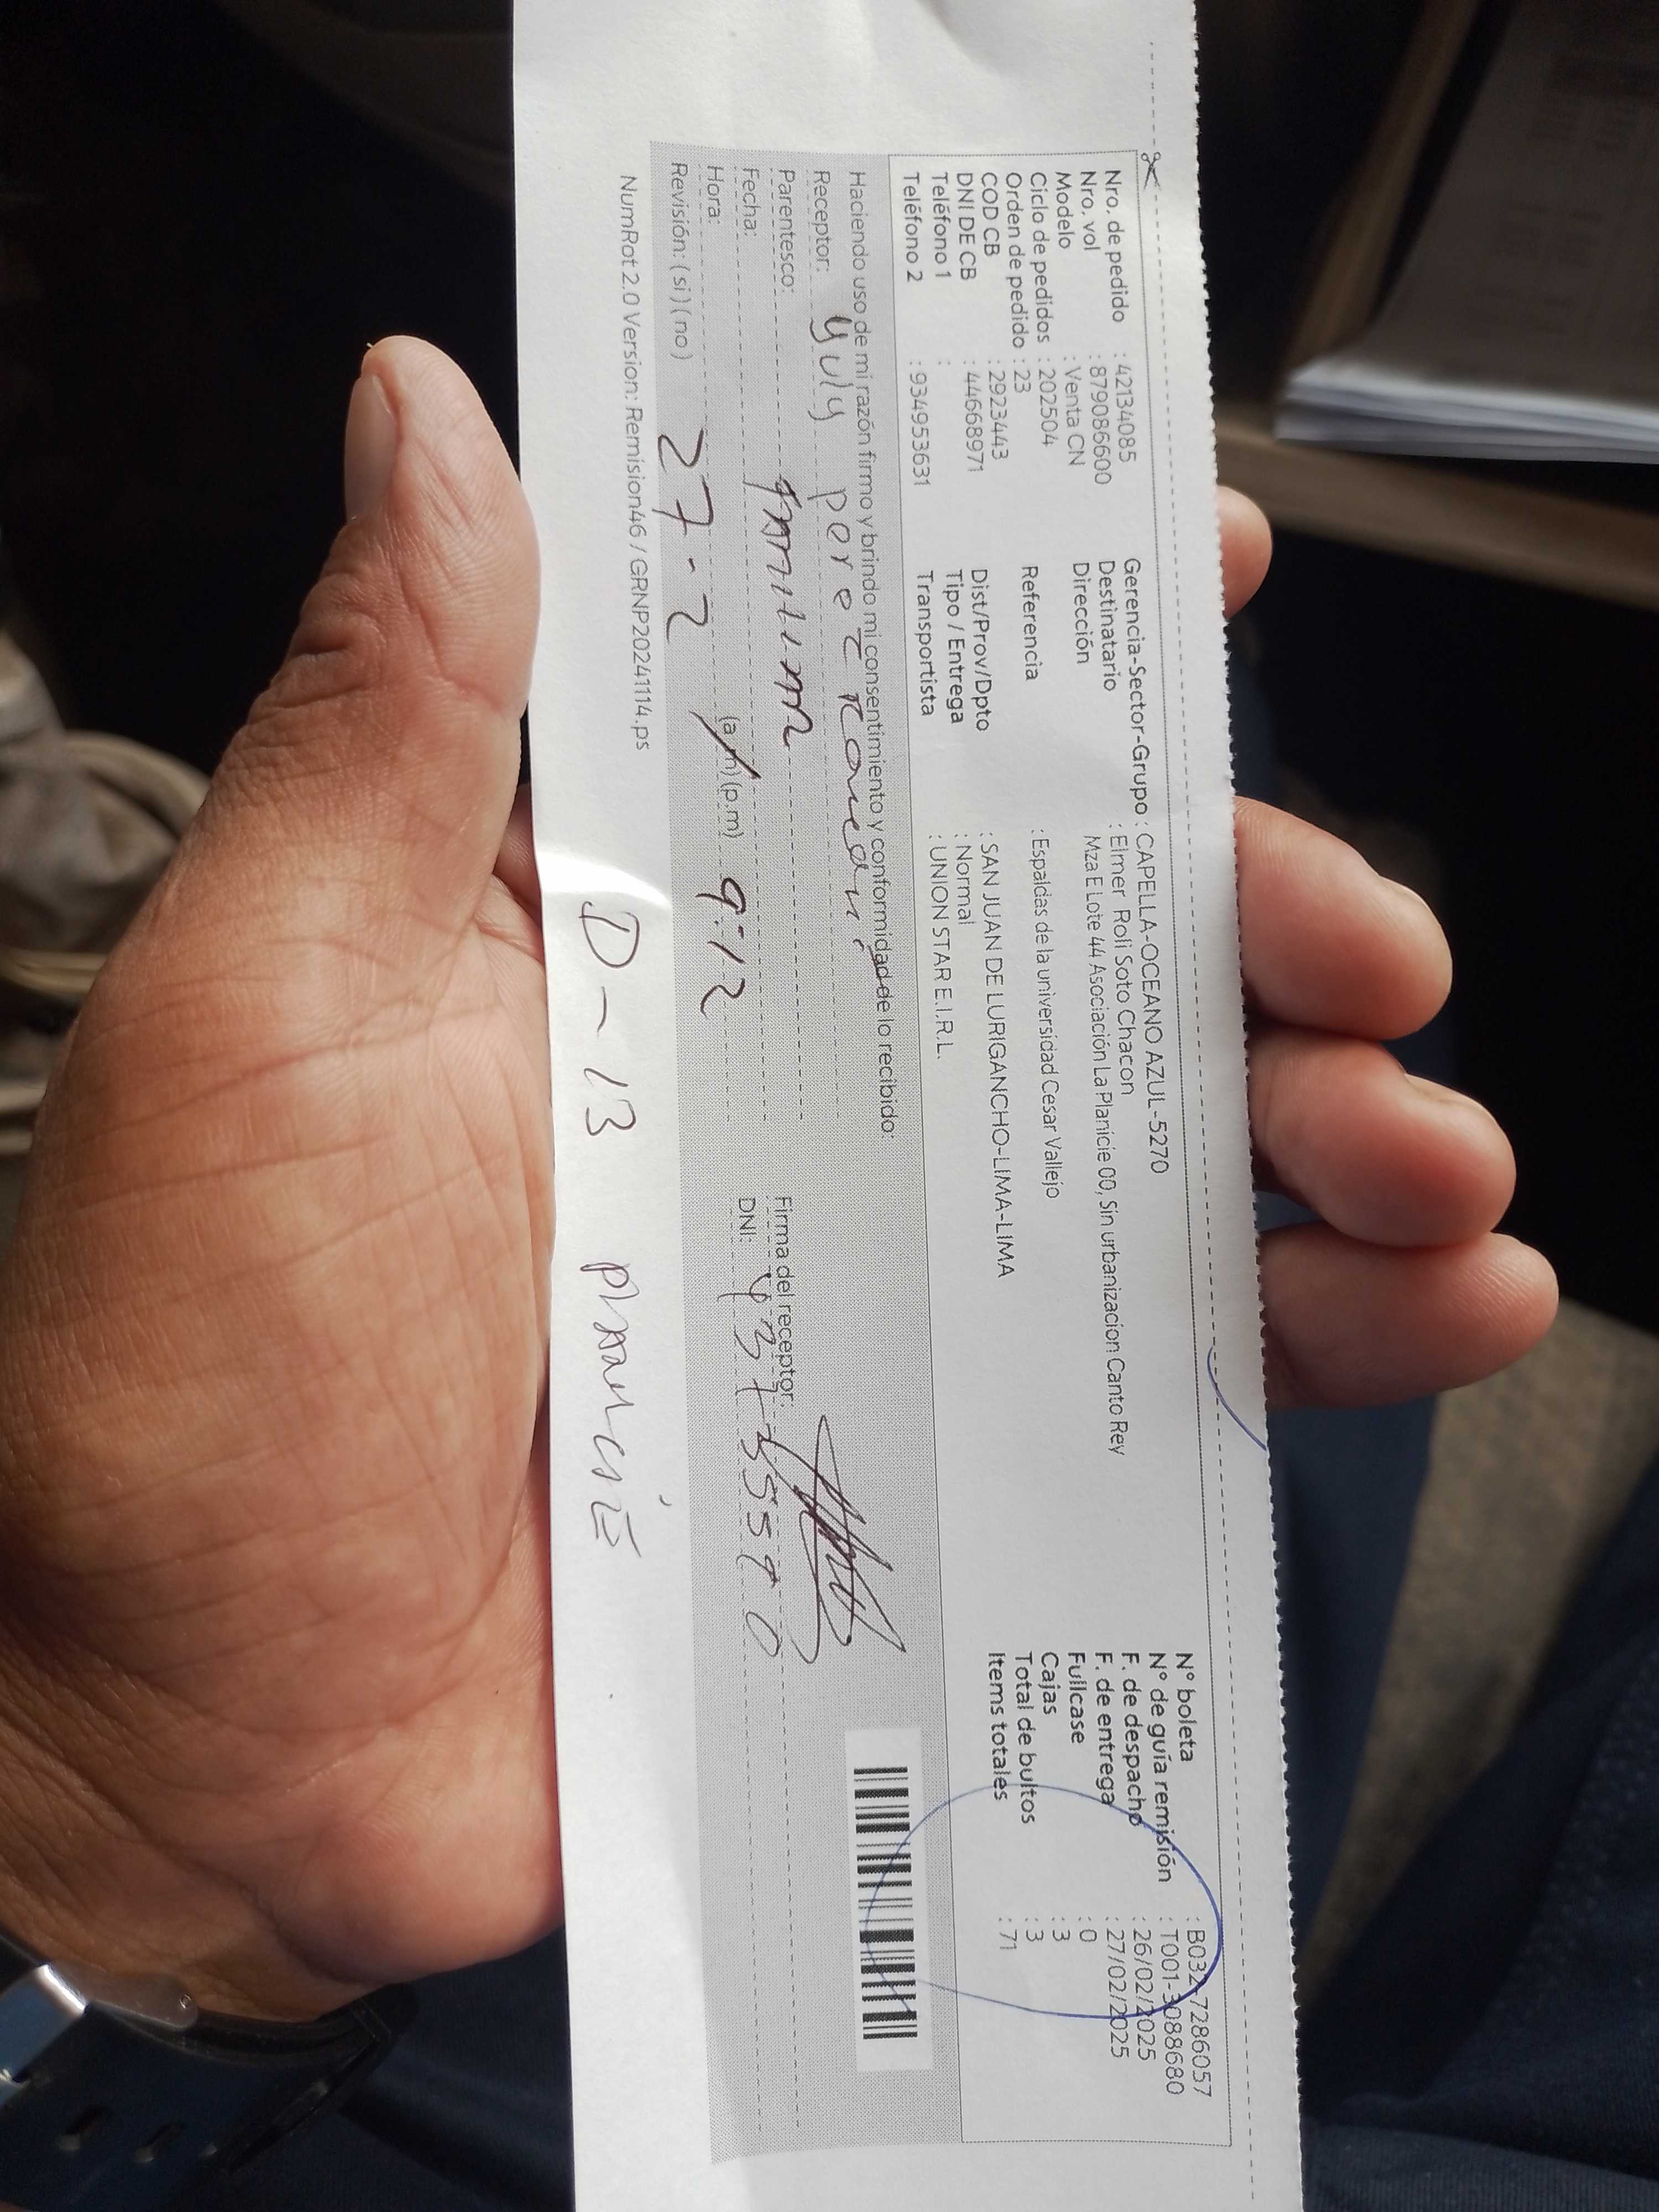 Nro. de pedido : 42134085
Nro. vol : 879086600
Modelo : Venta CN
Ciclo de pedidos : 202504
Orden de pedido : 23
COD CB : 2923443
DNI DE CB : 44668971
Teléfono 1 :
Teléfono 2 : 934953631
Gerencia-Sector-Grupo : CAPELLA-OCEANO AZUL-5270
Destinatario : Elmer Roli Soto Chacon
Dirección Mza E Lote 44 Asociación La Planicie 00, Sin urbanizacion Canto Rey
Referencia : Espaldas de la universidad Cesar Vallejo
Dist/Prov/Dpto : SAN JUAN DE LURIGANCHO-LIMA-LIMA
Tipo / Entrega : Normal
Transportista : UNION STAR E.I.R.L.
N° boleta : B032-7286057
N° de guía remisión : T001-3088680
F. de despacho : 26/02/2025
F. de entrega : 27/02/2025
Fullcase : 0
Cajas : 3
Total de bultos : 3
Items totales : 71
Haciendo uso de mi razón firmo y brindo mi consentimiento y conformidad de lo recibido:
Receptor: yuly perez
Parentesco:
Fecha: 27-2
Hora: (a.m) (p.m) 9:12
Revisión: (si) (no)
Firma del receptor:
DNI:
NumRot 2.0 Version: Remision46 / GRNP20241114.ps
D-13 planicie